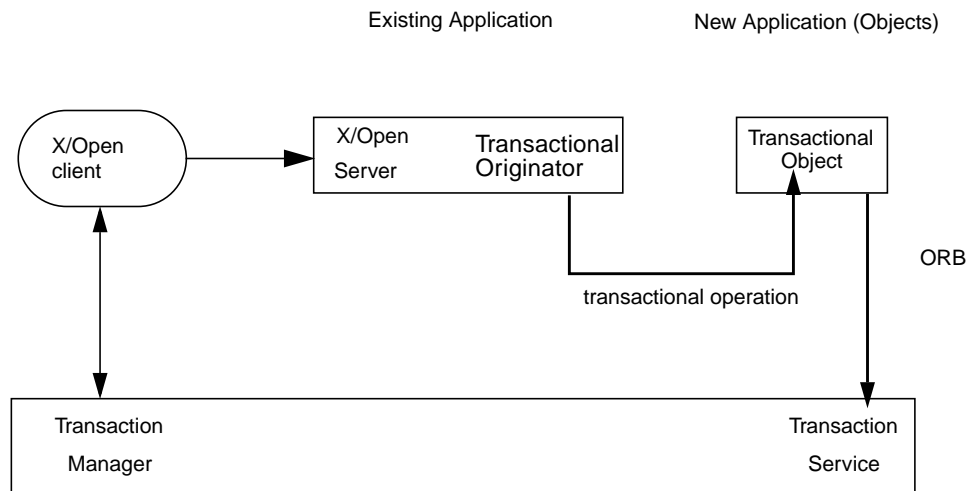 Existing Application
New Application (Objects)
X/Open
client
X/Open
Server
Transactional
Originator
Transactional
Object
ORB
transactional operation
Transaction
Manager
Transaction
Service